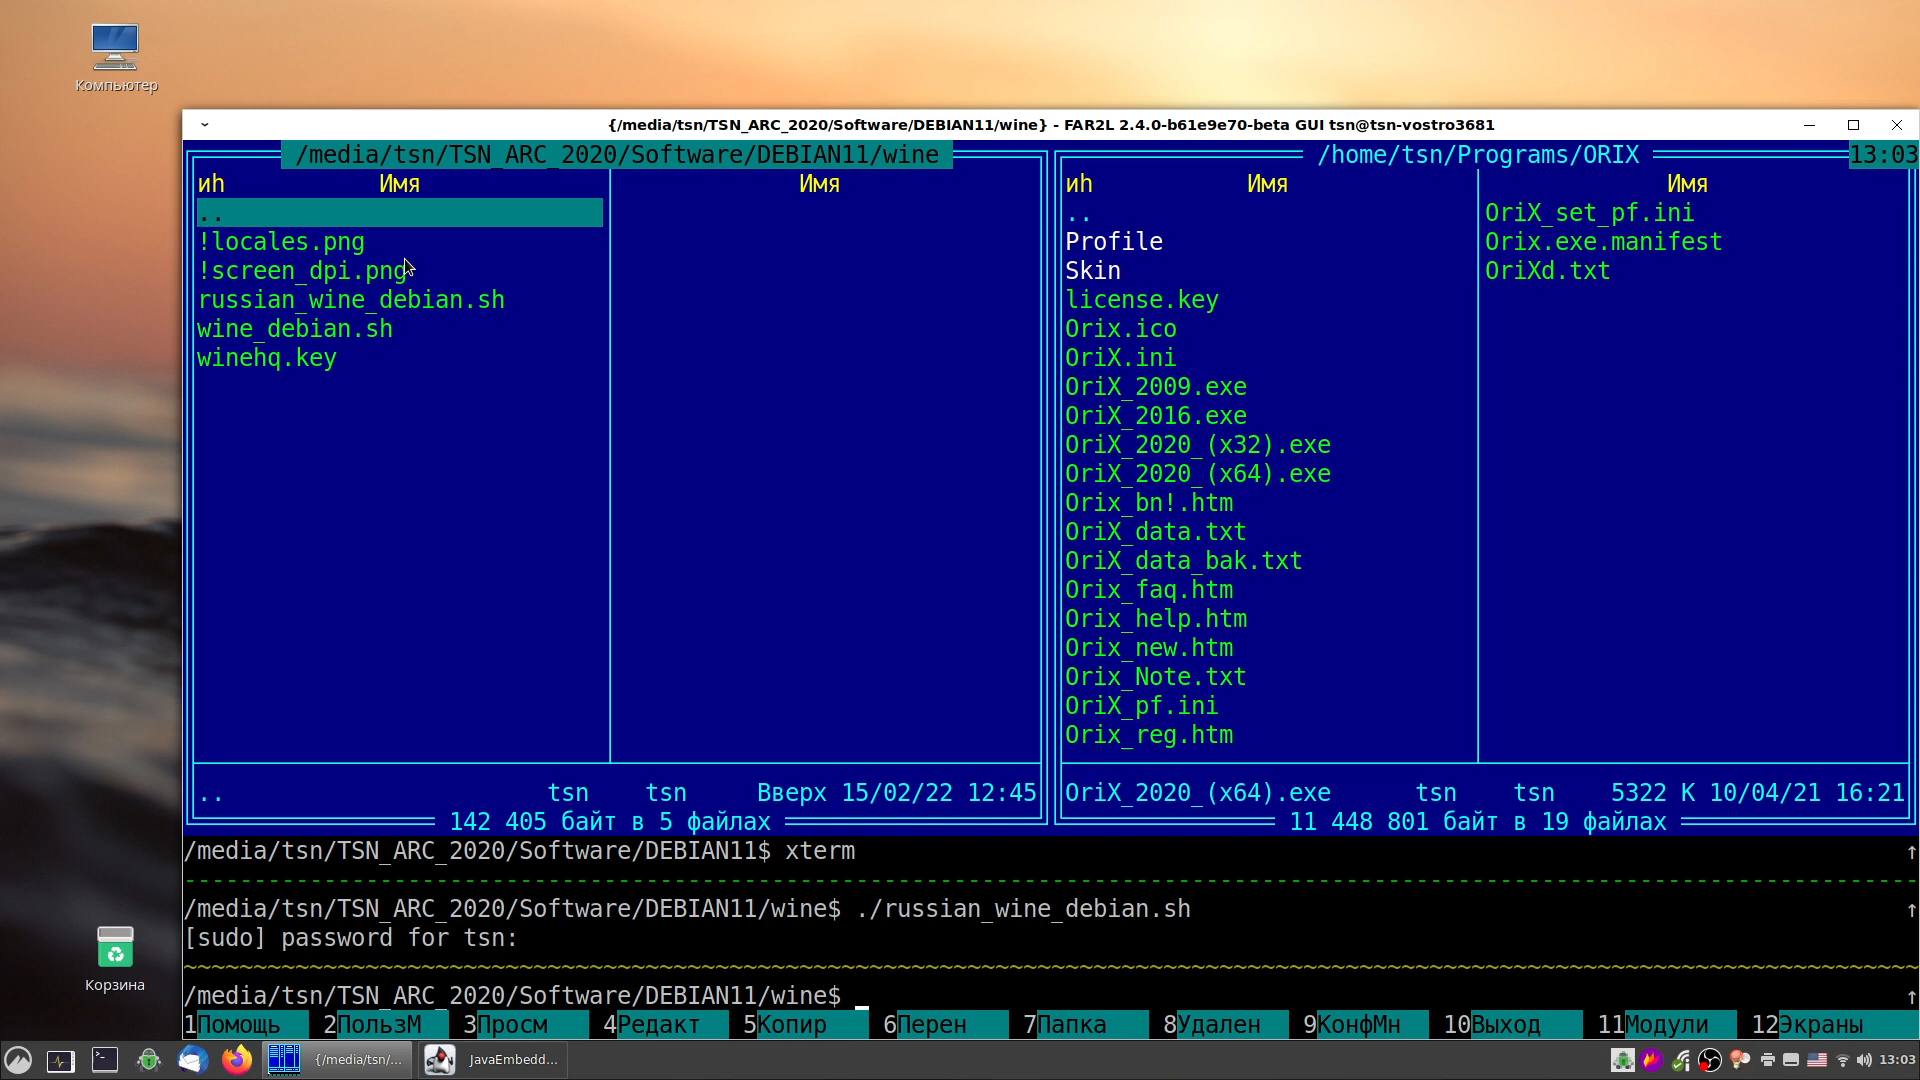 Компьютер
{/media/tsn/TSN_ARC_2020/Software/DEBIAN11/wine} - FAR2L 2.4.0-b61e9e70-beta GUI tsn@tsn-vostro3681
/media/tsn/TSN_ARC_2020/Software/DEBIAN11/wine
иh Имя Имя
..
!locales.png
!screen_dpi.png
russian_wine_debian.sh
wine_debian.sh
winehq.key
.. tsn tsn Вверх 15/02/22 12:45
142 405 байт в 5 файлах
/home/tsn/Programs/ORIX 13:03
иh Имя Имя
..
Profile
Skin
license.key
Orix.ico
OriX.ini
OriX_2009.exe
OriX_2016.exe
OriX_2020_(x32).exe
OriX_2020_(x64).exe
Orix_bn!.htm
OriX_data.txt
OriX_data_bak.txt
Orix_faq.htm
Orix_help.htm
Orix_new.htm
Orix_Note.txt
OriX_pf.ini
Orix_reg.htm
OriX_set_pf.ini
Orix.exe.manifest
OriXd.txt
OriX_2020_(x64).exe tsn tsn 5322 K 10/04/21 16:21
11 448 801 байт в 19 файлах
/media/tsn/TSN_ARC_2020/Software/DEBIAN11$ xterm
/media/tsn/TSN_ARC_2020/Software/DEBIAN11/wine$ ./russian_wine_debian.sh
[sudo] password for tsn:
/media/tsn/TSN_ARC_2020/Software/DEBIAN11/wine$
1Помощь 2ПользМ 3Просм 4Редакт 5Копир 6Перен 7Папка 8Удален 9КонфМн 10Выход 11Модули 12Экраны
Корзина
{/media/tsn/... JavaEmbedd... 13:03